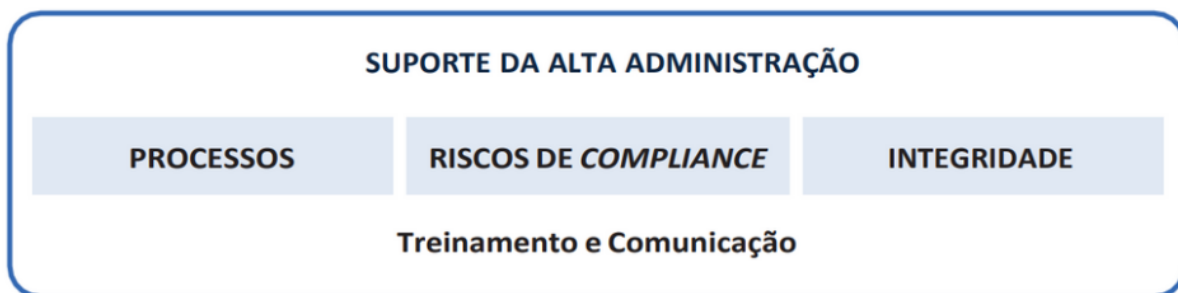 SUPORTE DA ALTA ADMINISTRAÇÃO
PROCESSOS
RISCOS DE COMPLIANCE
INTEGRIDADE
Treinamento e Comunicação